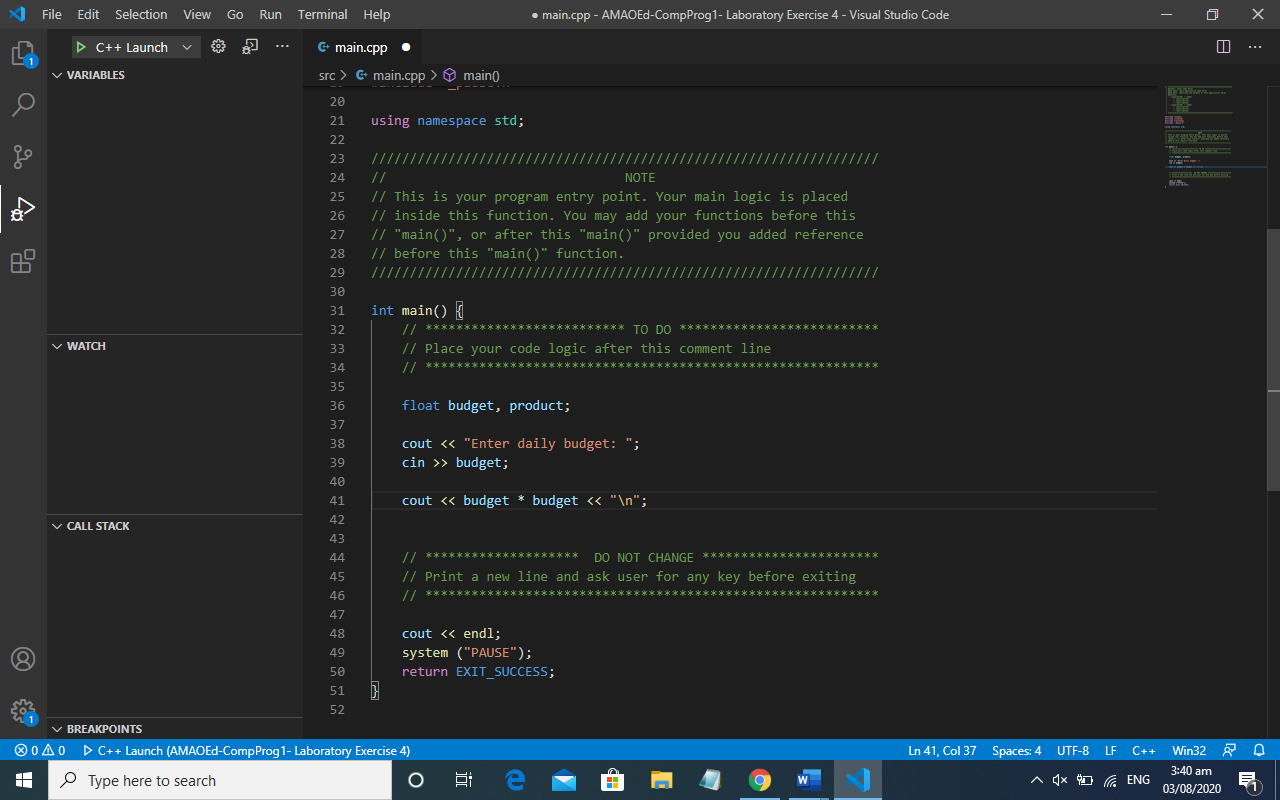 File Edit Selection View Go Run Terminal Help
● main.cpp - AMAOEd-CompProg1- Laboratory Exercise 4 - Visual Studio Code
C++ Launch
main.cpp ●
src > main.cpp > main()
VARIABLES
WATCH
CALL STACK
BREAKPOINTS
1
1
20
21 using namespace std;
22
23 //////////////////////////////////////////////////////////////////
24 // NOTE
25 // This is your program entry point. Your main logic is placed
26 // inside this function. You may add your functions before this
27 // "main()", or after this "main()" provided you added reference
28 // before this "main()" function.
29 //////////////////////////////////////////////////////////////////
30
31 int main() {
32 // ************************** TO DO **************************
33 // Place your code logic after this comment line
34 // ***********************************************************
35
36 float budget, product;
37
38 cout << "Enter daily budget: ";
39 cin >> budget;
40
41 cout << budget * budget << "\n";
42
43
44 // ******************** DO NOT CHANGE ***********************
45 // Print a new line and ask user for any key before exiting
46 // ***********************************************************
47
48 cout << endl;
49 system ("PAUSE");
50 return EXIT_SUCCESS;
51 }
52
0 0 C++ Launch (AMAOEd-CompProg1- Laboratory Exercise 4)
Ln 41, Col 37 Spaces: 4 UTF-8 LF C++ Win32
Type here to search
ENG
3:40 am
03/08/2020
1